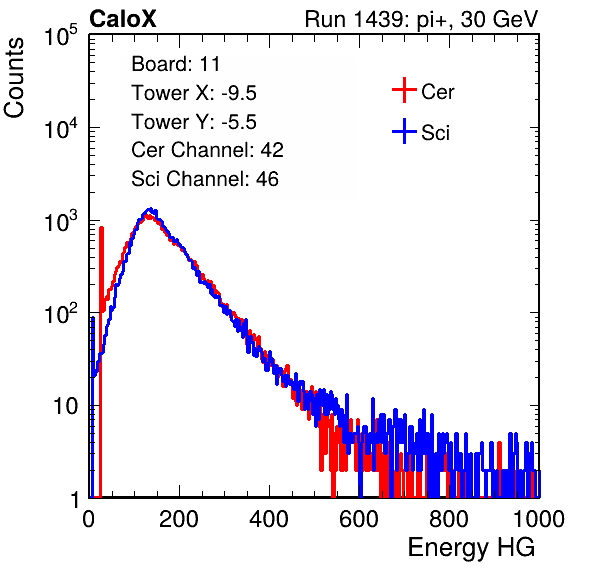 CaloX Run 1439: pi+, 30 GeV
Counts
10^5
10^4
10^3
10^2
10
1
Board: 11
Tower X: -9.5
Tower Y: -5.5
Cer Channel: 42
Sci Channel: 46
Cer
Sci
0 200 400 600 800 1000
Energy HG